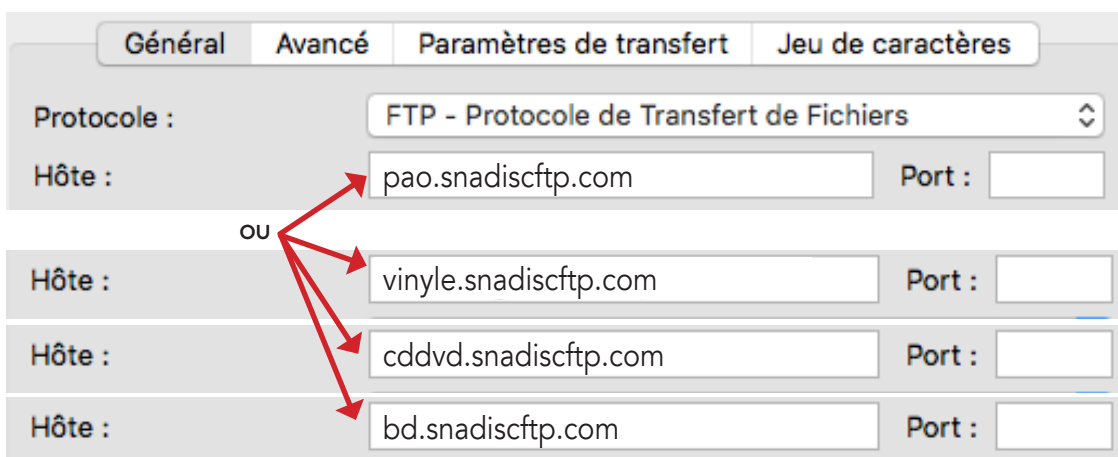 Général Avancé Paramètres de transfert Jeu de caractères
Protocole : FTP - Protocole de Transfert de Fichiers
Hôte : pao.snadiscftp.com Port :
ou
Hôte : vinyle.snadiscftp.com Port :
Hôte : cddvd.snadiscftp.com Port :
Hôte : bd.snadiscftp.com Port :